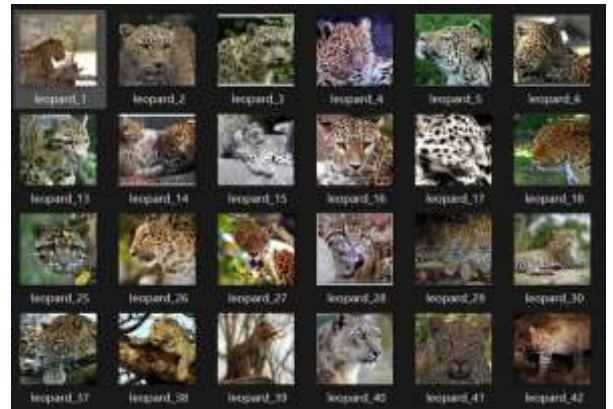 leopard_1 leopard_2 leopard_3 leopard_4 leopard_5 leopard_6
leopard_13 leopard_14 leopard_15 leopard_16 leopard_17 leopard_18
leopard_25 leopard_26 leopard_27 leopard_28 leopard_29 leopard_30
leopard_37 leopard_38 leopard_39 leopard_40 leopard_41 leopard_42